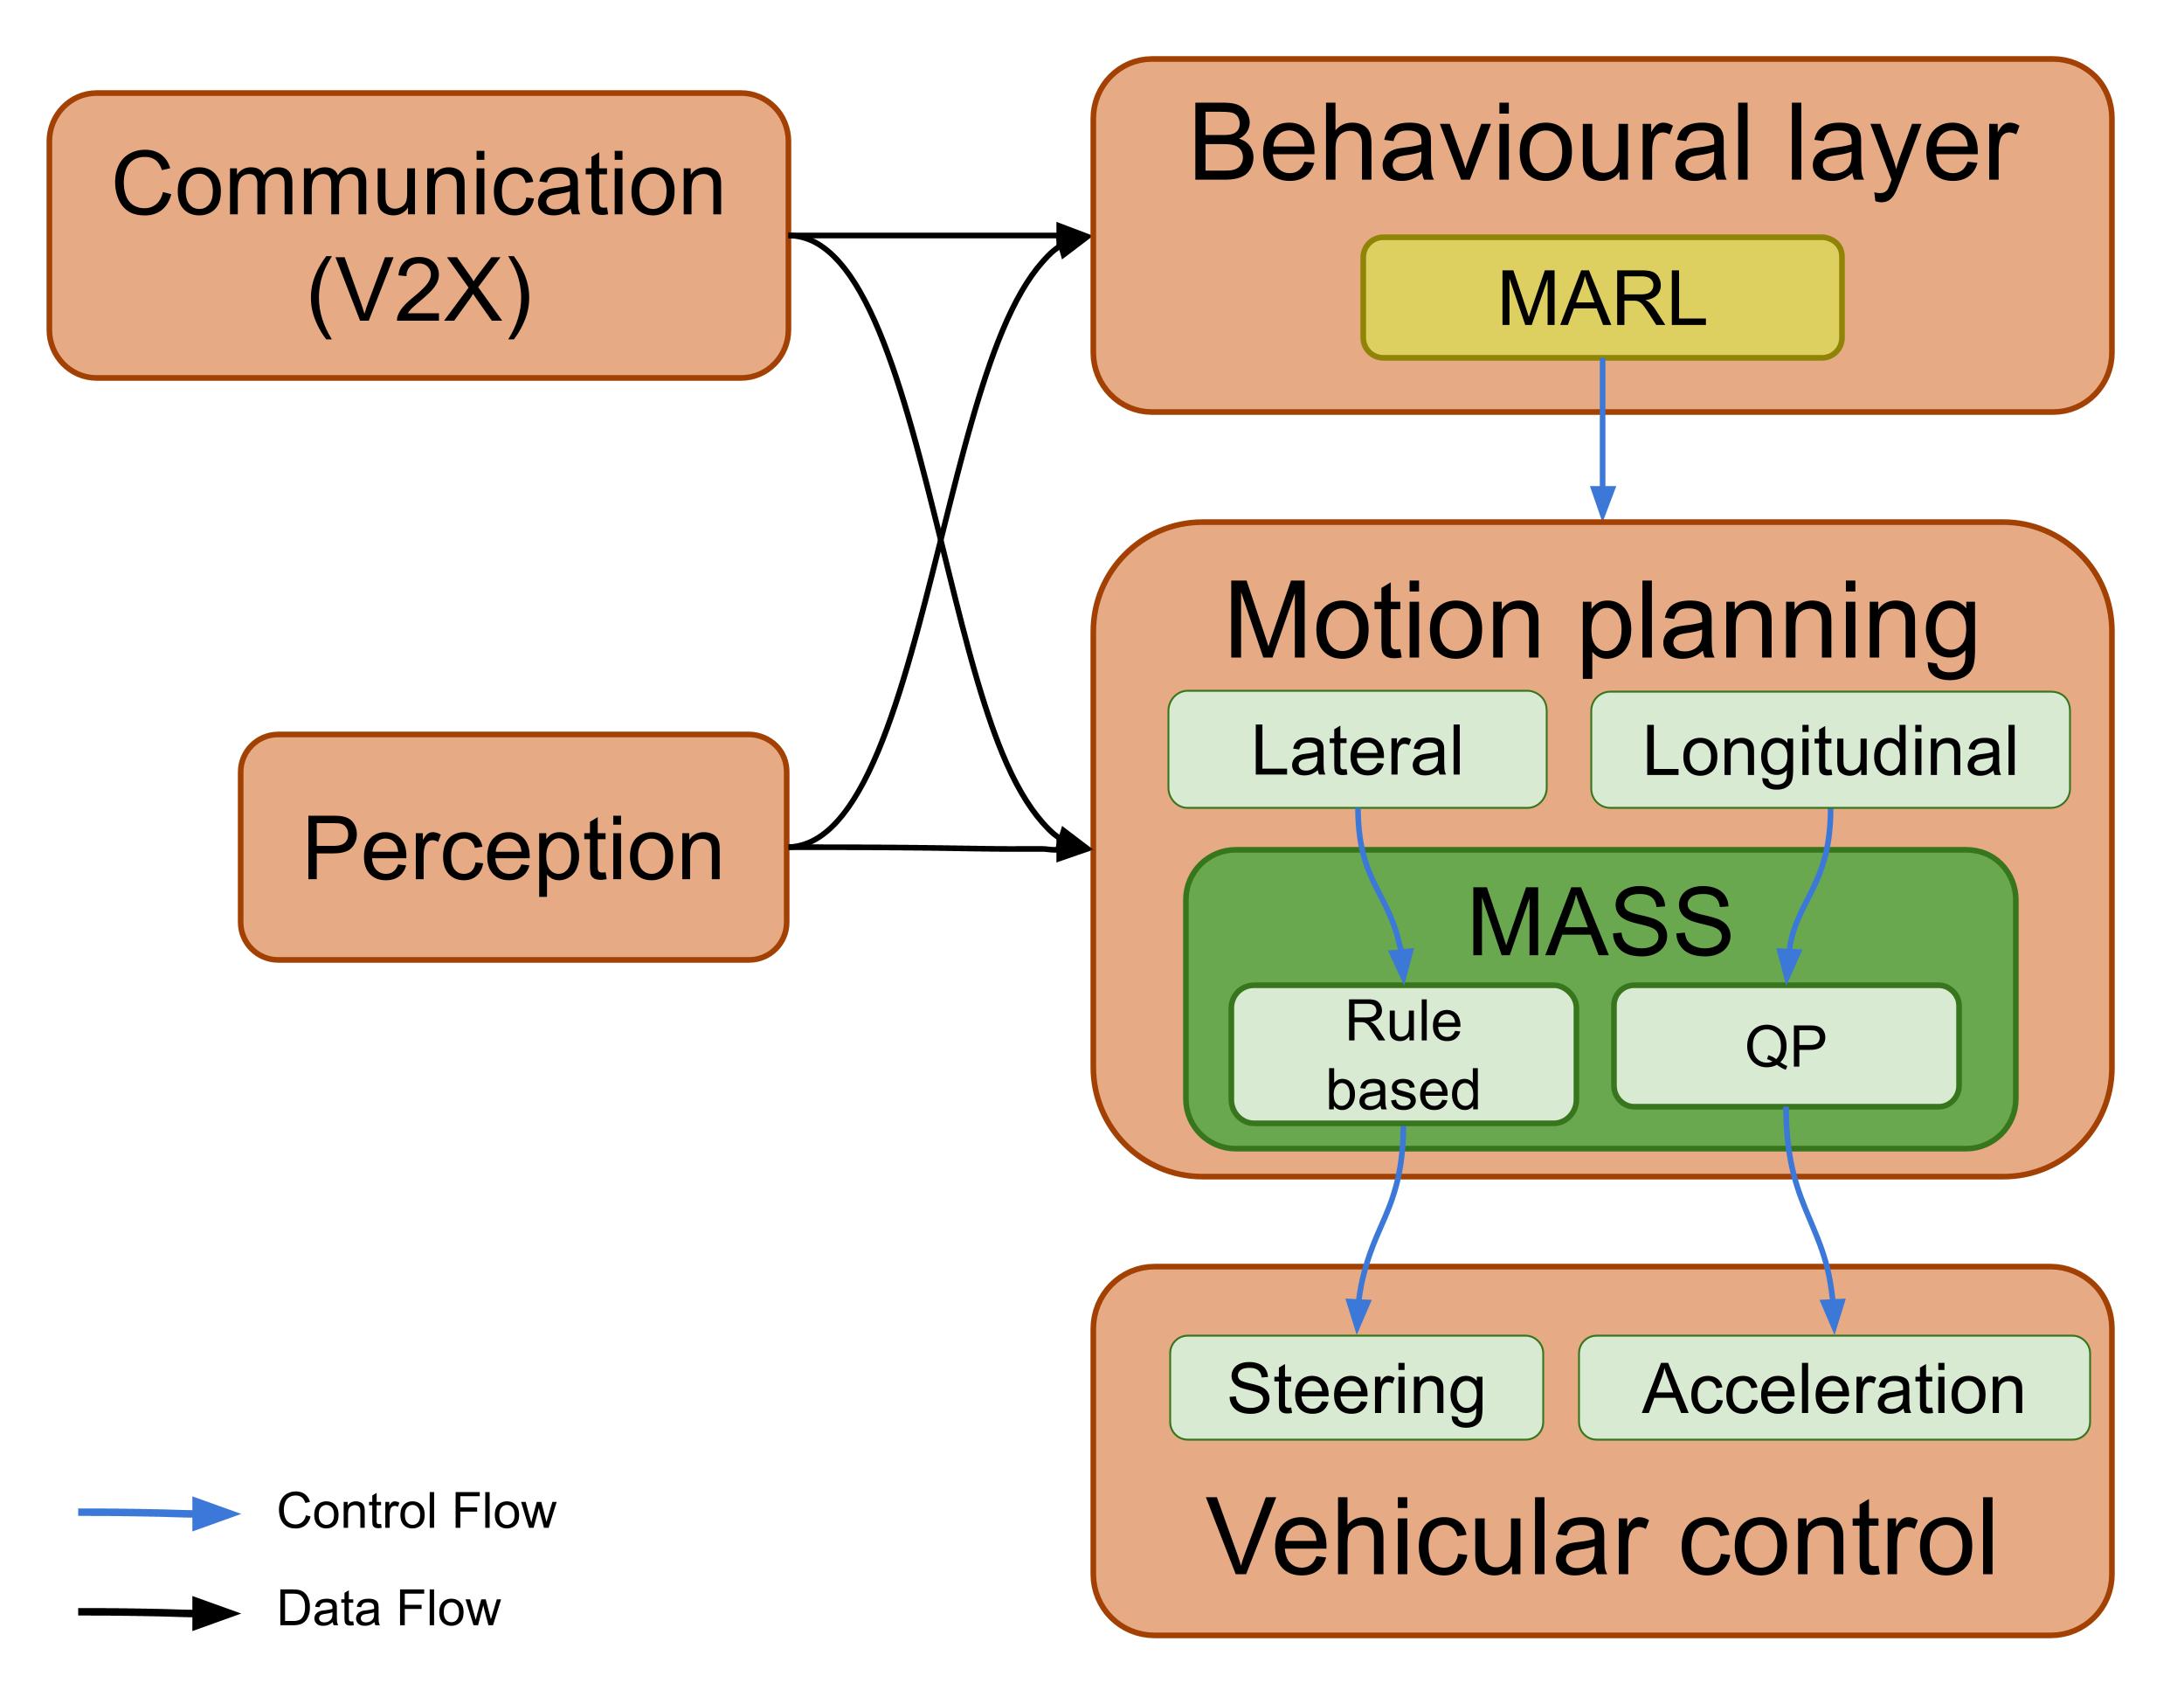 Communication
(V2X)
Perception
Behavioural layer
MARL
Motion planning
Lateral
Longitudinal
MASS
Rule
based
QP
Steering
Acceleration
Vehicular control
Control Flow
Data Flow